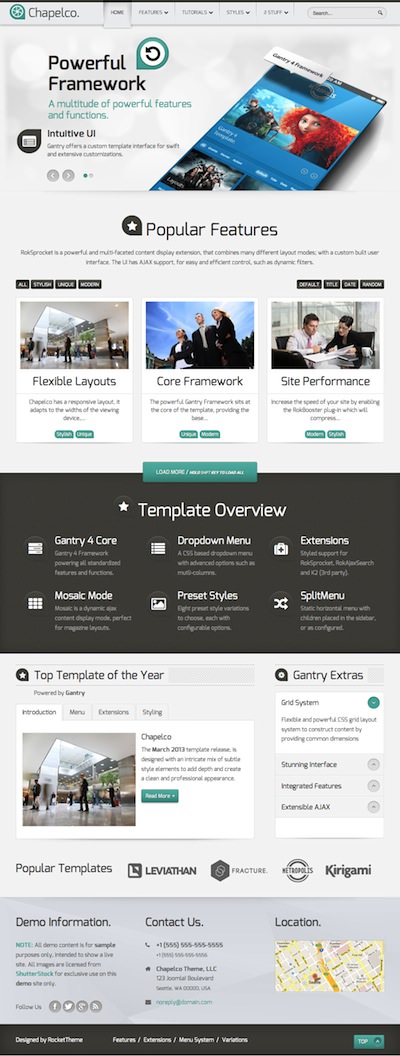 Chapelco.
HOME
FEATURES
TUTORIALS
STYLES
2 STUFF
Search...
Powerful
Framework
A multitude of powerful features
and functions.
Intuitive UI
Gantry offers a custom template interface for swift
and extensive customizations.
Gantry 4 Framework
Gantry 4
Template
Popular Features
RokSprocket is a powerful and multi-faceted content display extension, that combines many different layout modes; with a custom built user
interface. The UI has AJAX support, for easy and efficient control, such as dynamic filters.
ALL STYLISH UNIQUE MODERN
DEFAULT TITLE DATE RANDOM
Flexible Layouts
Chapelco has a responsive layout, it
adapts to the widths of the viewing
device....
Stylish Unique
Core Framework
The powerful Gantry Framework sits at
the core of the template, providing the
base...
Unique Modern
Site Performance
Increase the speed of your site by enabling
the RokBooster plug-in which will
compress...
Modern Stylish
LOAD MORE / HOLD SHIFT KEY TO LOAD ALL
Template Overview
Gantry 4 Core
Gantry 4 Framework
powering all standardized
features and functions.
Dropdown Menu
A CSS based dropdown menu
with advanced options such as
mutli-columns.
Extensions
Styled support for
RokSprocket, RokAjaxSearch
and K2 (3rd party).
Mosaic Mode
Mosaic is a dynamic ajax
content display mode, perfect
for magazine layouts.
Preset Styles
Eight preset style variations
to choose, each with
configurable options.
SplitMenu
Static horizontal menu with
children placed in the sidebar,
or as configured.
Top Template of the Year
Powered by Gantry
Introduction
Menu
Extensions
Styling
Chapelco
The March 2013 template release, is
designed with an intricate mix of subtle
style elements to add depth and create
a clean and professional appearance.
Read More +
Gantry Extras
Grid System
Flexible and powerful CSS grid layout
system to construct content by
providing common dimensions
Stunning Interface
Integrated Features
Extensible AJAX
Popular Templates
LEVIATHAN
FRACTURE.
METROPOLIS
Kirigami
Demo Information.
NOTE: All demo content is for sample
purposes only, intended to show a live
site. All images are licensed from
ShutterStock for exclusive use on this
demo site only.
Follow Us
Contact Us.
+1 (555) 555-555-5555
+1 (555) 555-555-5556
Chapelco Theme, LLC
123 Joomla! Boulevard
Seattle, WA 00000, USA
noreply@domain.com
Location.
Designed by RocketTheme
Features / Extensions / Menu System / Variations
TOP